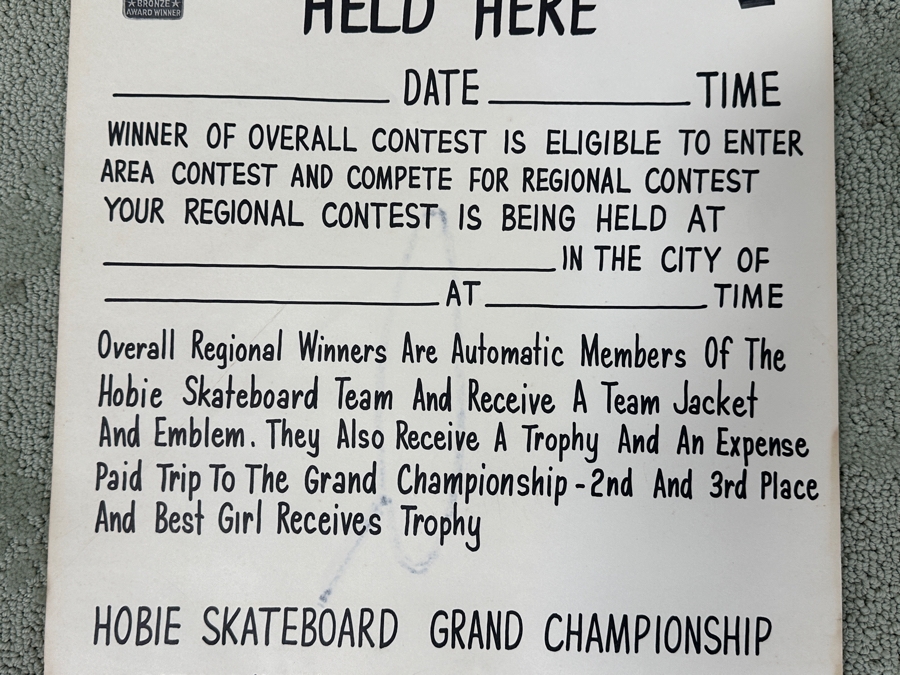 BRONZE
AWARD WINNER
HELD HERE
DATE TIME
WINNER OF OVERALL CONTEST IS ELIGIBLE TO ENTER
AREA CONTEST AND COMPETE FOR REGIONAL CONTEST
YOUR REGIONAL CONTEST IS BEING HELD AT
IN THE CITY OF
AT TIME
Overall Regional Winners Are Automatic Members Of The
Hobie Skateboard Team And Receive A Team Jacket
And Emblem. They Also Receive A Trophy And An Expense
Paid Trip To The Grand Championship - 2nd And 3rd Place
And Best Girl Receives Trophy
HOBIE SKATEBOARD GRAND CHAMPIONSHIP